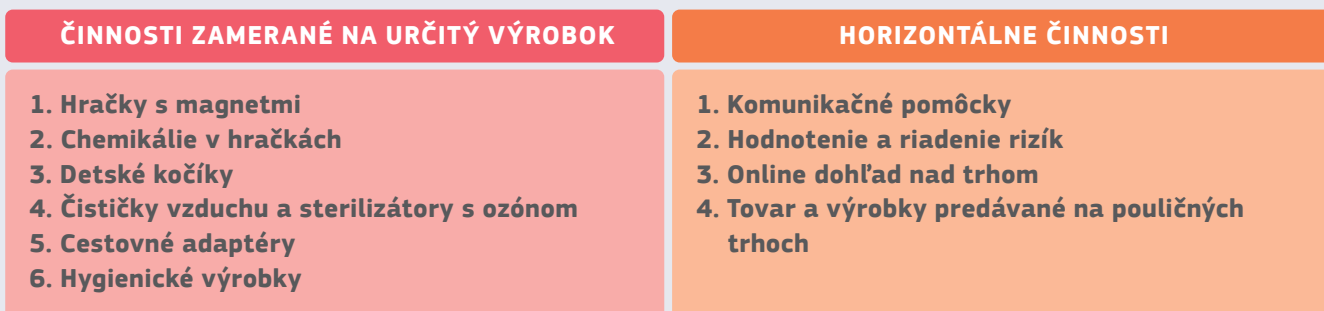 ČINNOSTI ZAMERANÉ NA URČITÝ VÝROBOK
1. Hračky s magnetmi
2. Chemikálie v hračkách
3. Detské kočíky
4. Čističky vzduchu a sterilizátory s ozónom
5. Cestovné adaptéry
6. Hygienické výrobky
HORIZONTÁLNE ČINNOSTI
1. Komunikačné pomôcky
2. Hodnotenie a riadenie rizík
3. Online dohľad nad trhom
4. Tovar a výrobky predávané na pouličných
trhoch